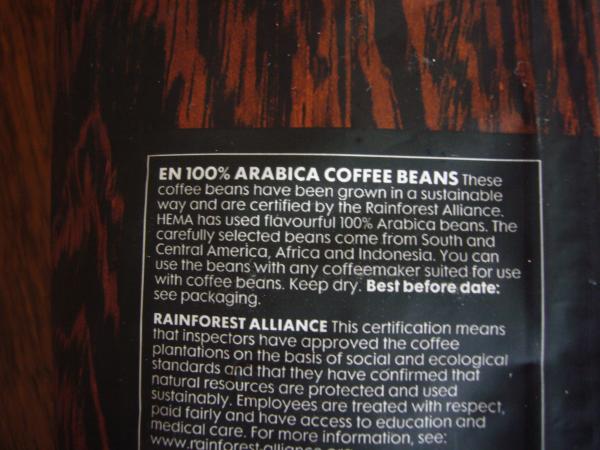 EN 100% ARABICA COFFEE BEANS These
coffee beans have been grown in a sustainable
way and are certified by the Rainforest Alliance.
HEMA has used flavourful 100% Arabica beans. The
carefully selected beans come from South and
Central America, Africa and Indonesia. You can
use the beans with any coffeemaker suited for use
with coffee beans. Keep dry. Best before date:
see packaging.
RAINFOREST ALLIANCE This certification means
that inspectors have approved the coffee
plantations on the basis of social and ecological
standards and that they have confirmed that
natural resources are protected and used
sustainably. Employees are treated with respect,
paid fairly and have access to education and
medical care. For more information, see: